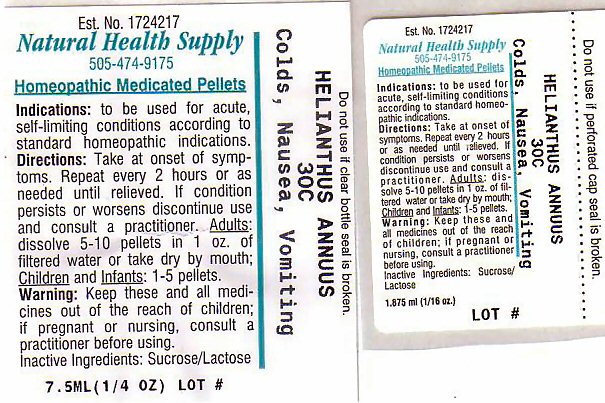 Est. No. 1724217
Natural Health Supply
505-474-9175
Homeopathic Medicated Pellets
Indications: to be used for acute,
self-limiting conditions according to
standard homeopathic indications.
Directions: Take at onset of symp-
toms. Repeat every 2 hours or as
needed until relieved. If condition
persists or worsens discontinue use
and consult a practitioner. Adults:
dissolve 5-10 pellets in 1 oz. of
filtered water or take dry by mouth;
Children and Infants: 1-5 pellets.
Warning: Keep these and all medi-
cines out of the reach of children;
if pregnant or nursing, consult a
practitioner before using.
Inactive Ingredients: Sucrose/Lactose
7.5ML(1/4 OZ) LOT #
Do not use if clear bottle seal is broken.
HELIANTHUS ANNUUS
30C
Colds, Nausea, Vomiting
Est. No. 1724217
Natural Health Supply
505-474-9175
Homeopathic Medicated Pellets
Indications: to be used for
acute, self-limiting conditions
according to standard homeo-
pathic indications.
Directions: Take at onset of
symptoms. Repeat every 2 hours
or as needed until relieved. If
condition persists or worsens
discontinue use and consult a
practitioner. Adults: dis-
solve 5-10 pellets in 1 oz. of fil-
tered water or take dry by mouth;
Children and Infants: 1-5 pellets.
Warning: Keep these and
all medicines out of the reach
of children; if pregnant or
nursing, consult a practitioner
before using.
Inactive Ingredients: Sucrose/
Lactose
1.875 ml (1/16 oz.)
LOT #
Do not use if perforated cap seal is broken.
HELIANTHUS ANNUUS
30C
Colds, Nausea, Vomiting